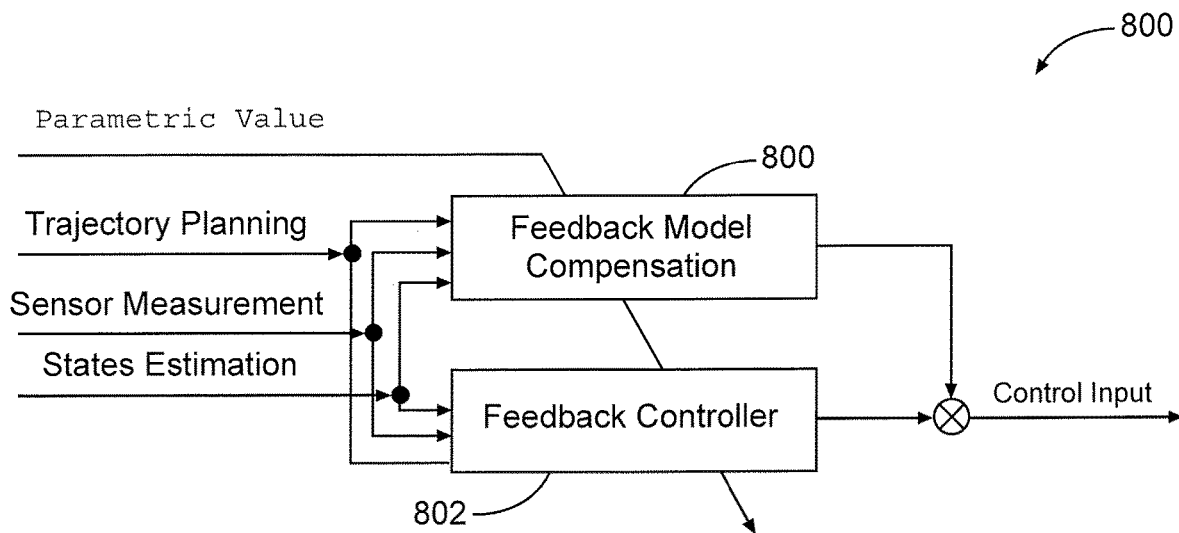 800
Parametric Value
800
Trajectory Planning
Feedback Model
Compensation
Sensor Measurement
States Estimation
Feedback Controller
Control Input
802